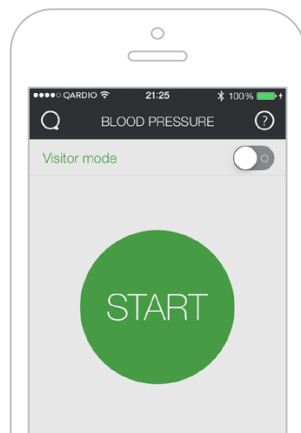 QARDIO 21:25 100%
BLOOD PRESSURE ?
Visitor mode
START